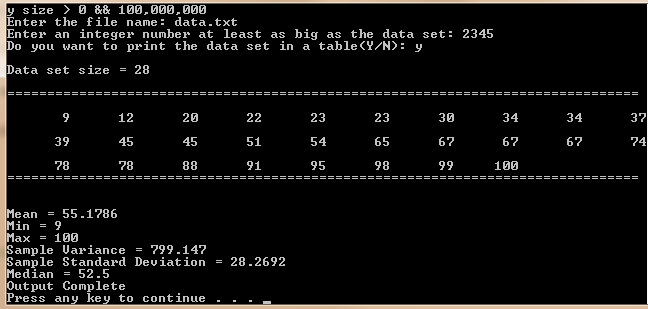 y size > 0 && 100,000,000
Enter the file name: data.txt
Enter an integer number at least as big as the data set: 2345
Do you want to print the data set in a table(Y/N): y
Data set size = 28
===============================================================================
9 12 20 22 23 23 30 34 34 37
39 45 45 51 54 65 67 67 67 74
78 78 88 91 95 98 99 100
===============================================================================
Mean = 55.1786
Min = 9
Max = 100
Sample Variance = 799.147
Sample Standard Deviation = 28.2692
Median = 52.5
Output Complete
Press any key to continue . . . _